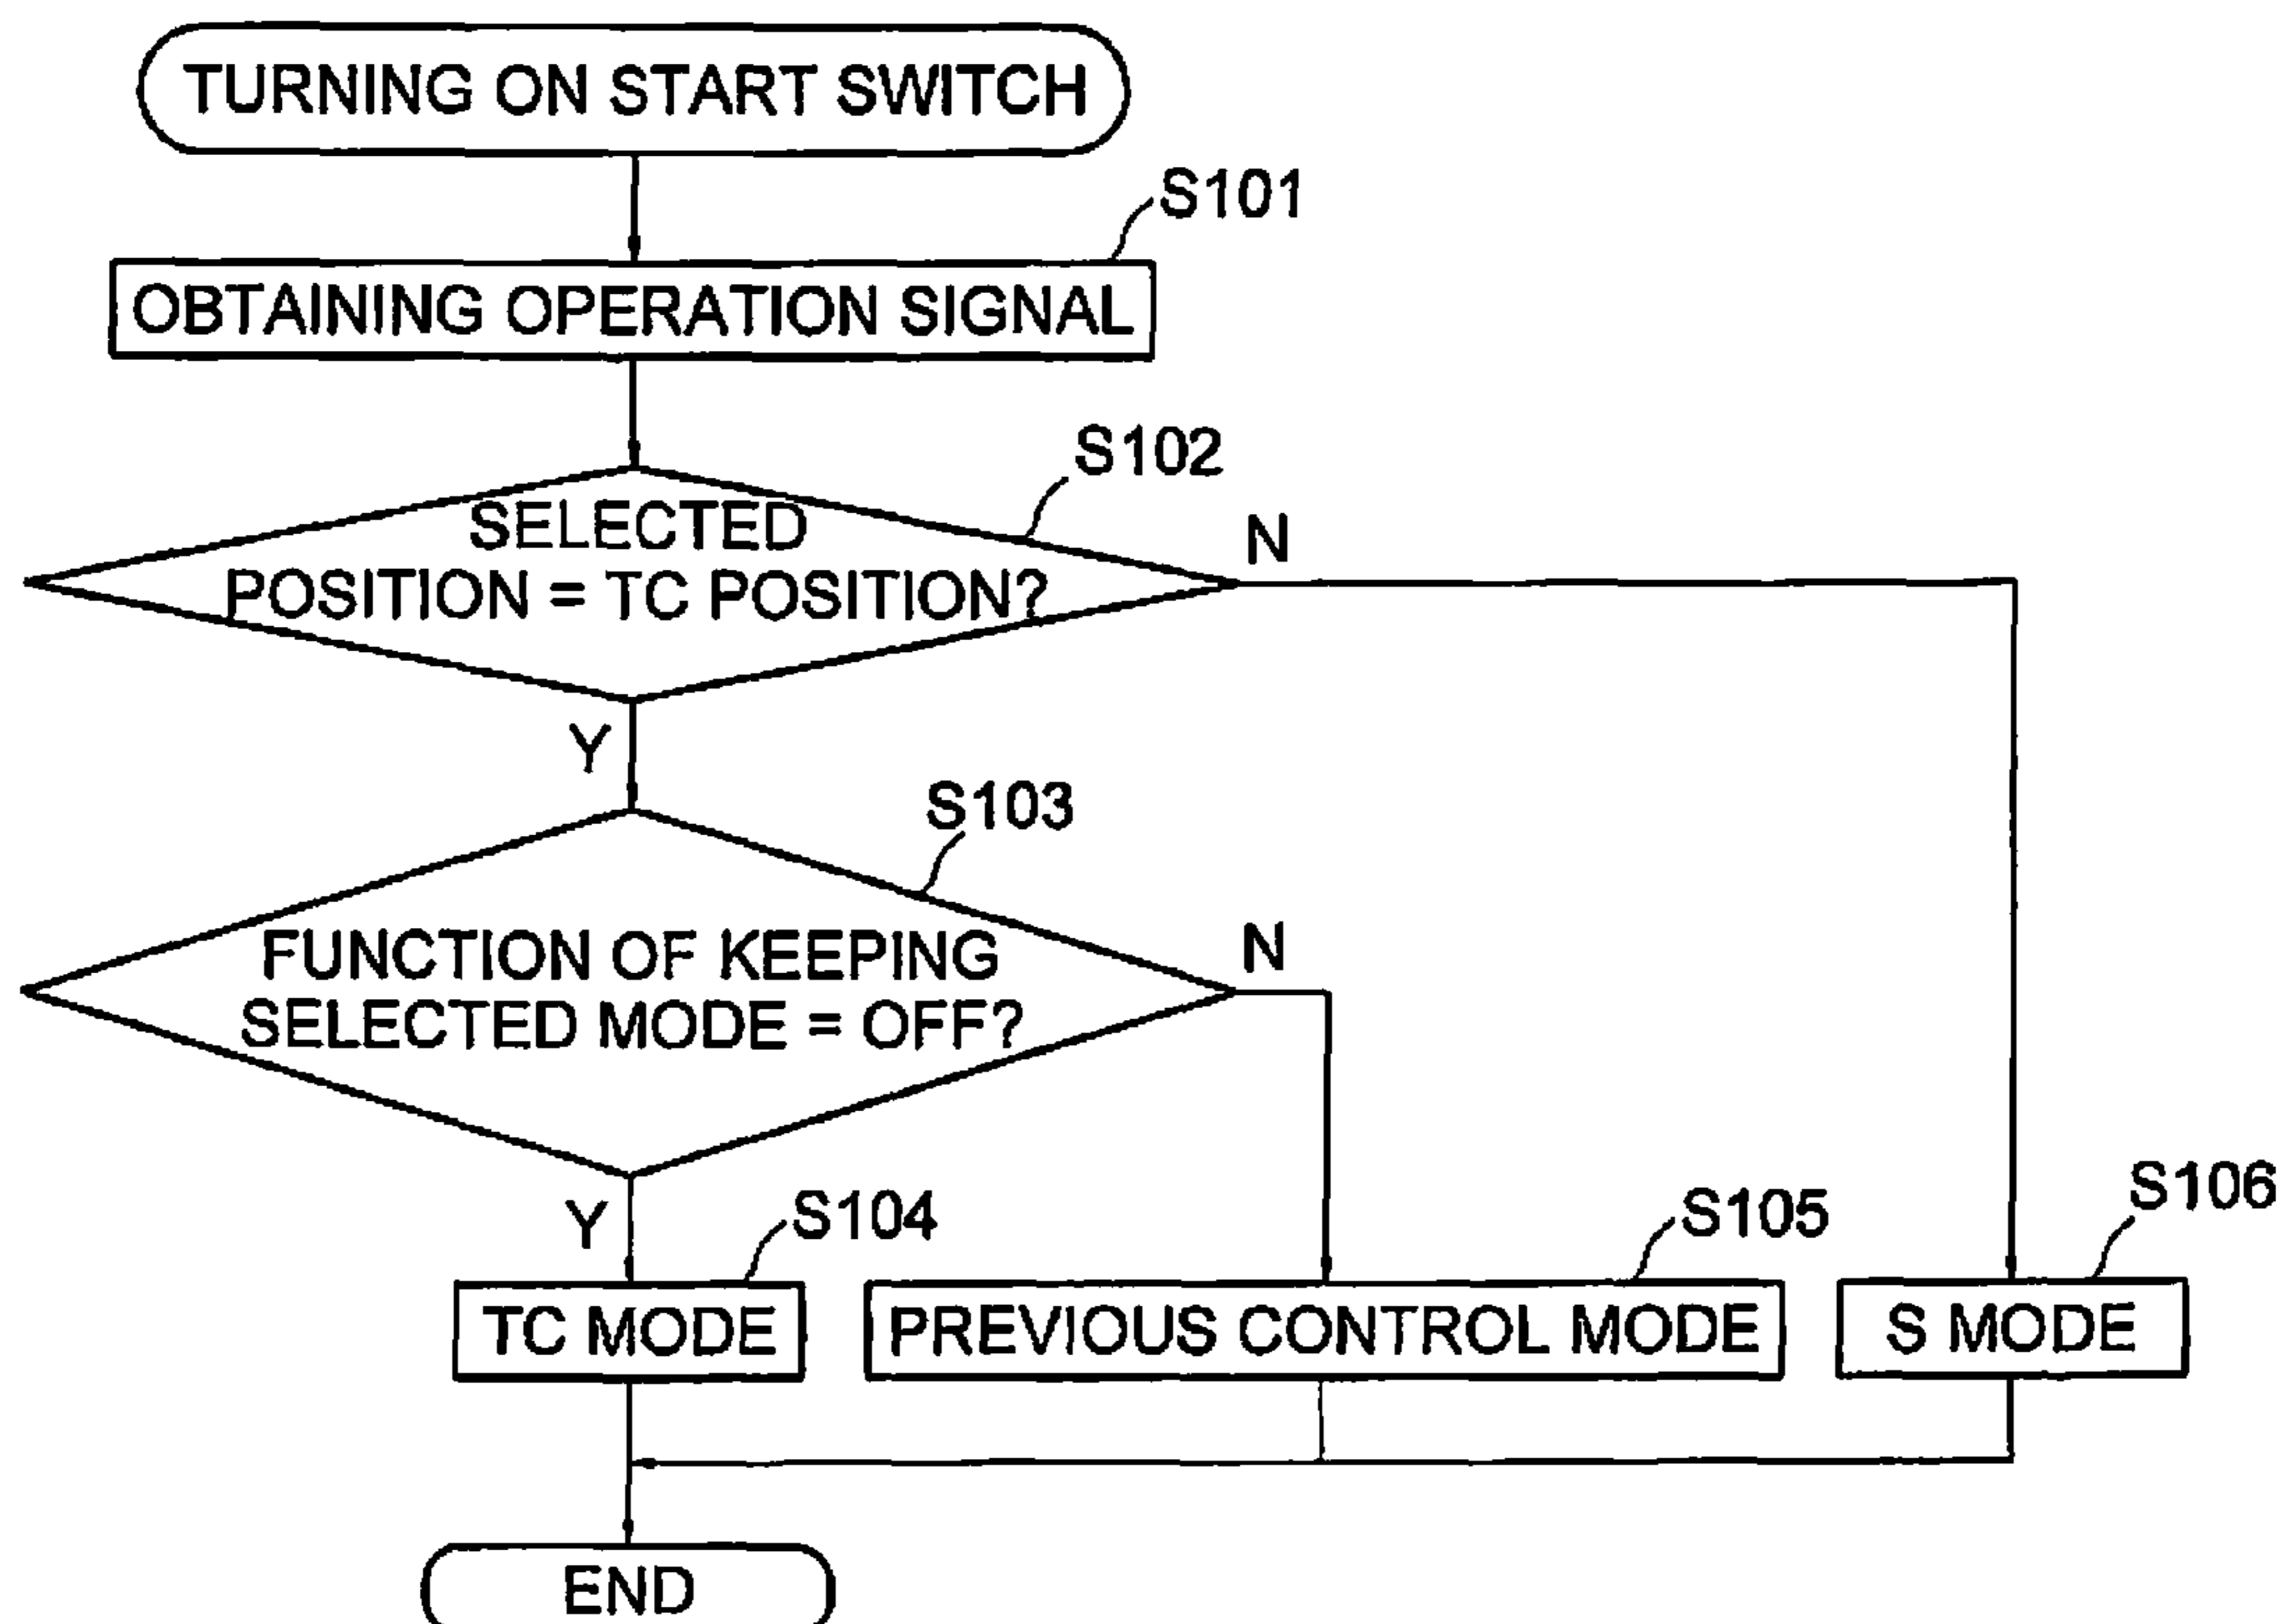 TURNING ON START SWITCH
S101
OBTAINING OPERATION SIGNAL
S102
SELECTED
POSITION = TC POSITION?
N
Y
S103
FUNCTION OF KEEPING
SELECTED MODE = OFF?
N
Y
S104
S105
S106
TC MODE
PREVIOUS CONTROL MODE
S MODE
END